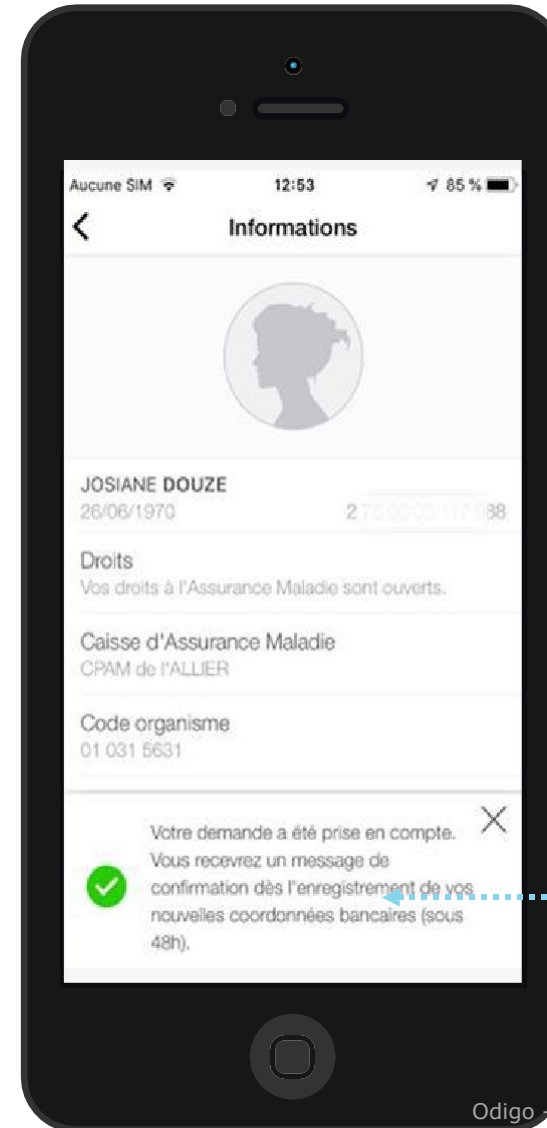 Aucune SIM 12:53 85 %
Informations
JOSIANE DOUZE
26/06/1970 2 88
Droits
Vos droits à l'Assurance Maladie sont ouverts.
Caisse d'Assurance Maladie
CPAM de l'ALLIER
Code organisme
01 031 5631
Votre demande a été prise en compte.
Vous recevrez un message de
confirmation dès l'enregistrement de vos
nouvelles coordonnées bancaires (sous
48h).
Odigo -